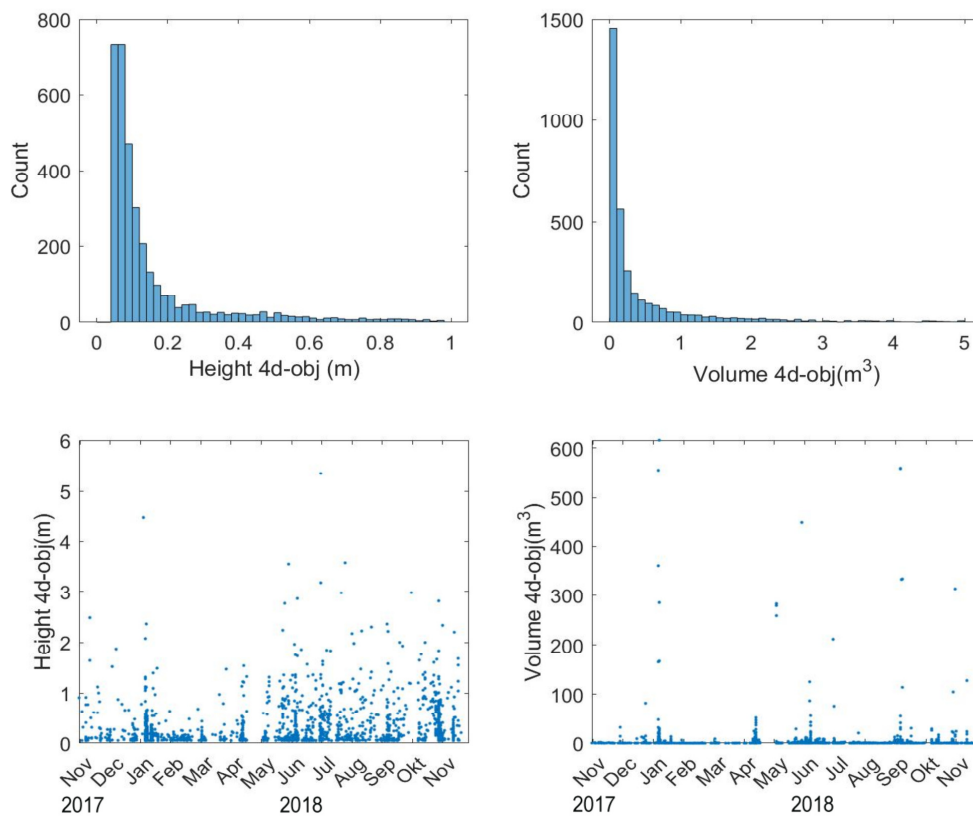 800
600
400
200
0
Count
0
0.2
0.4
0.6
0.8
1
Height 4d-obj (m)
1500
1000
500
0
Count
0
1
2
3
4
5
Volume 4d-obj(m³)
6
5
4
3
2
1
0
Height 4d-obj(m)
Nov
Dec
Jan
Feb
Mar
Apr
May
Jun
Jul
Aug
Sep
Okt
Nov
2017
2018
600
500
400
300
200
100
0
Volume 4d-obj(m³)
Nov
Dec
Jan
Feb
Mar
Apr
May
Jun
Jul
Aug
Sep
Okt
Nov
2017
2018